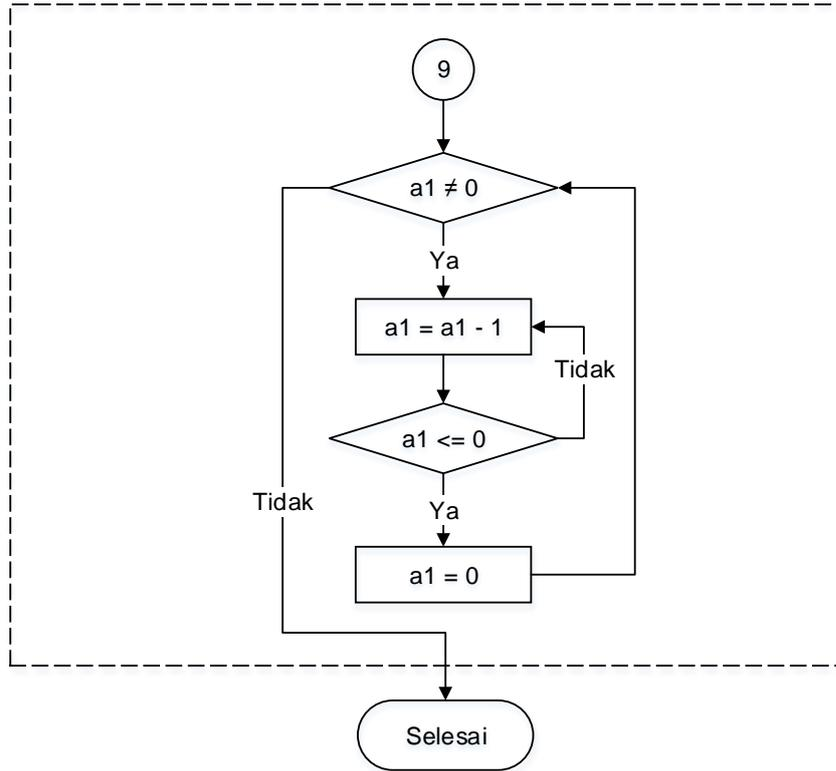 9
a1 ≠ 0
Ya
a1 = a1 - 1
Tidak
a1 <= 0
Tidak
Ya
a1 = 0
Selesai